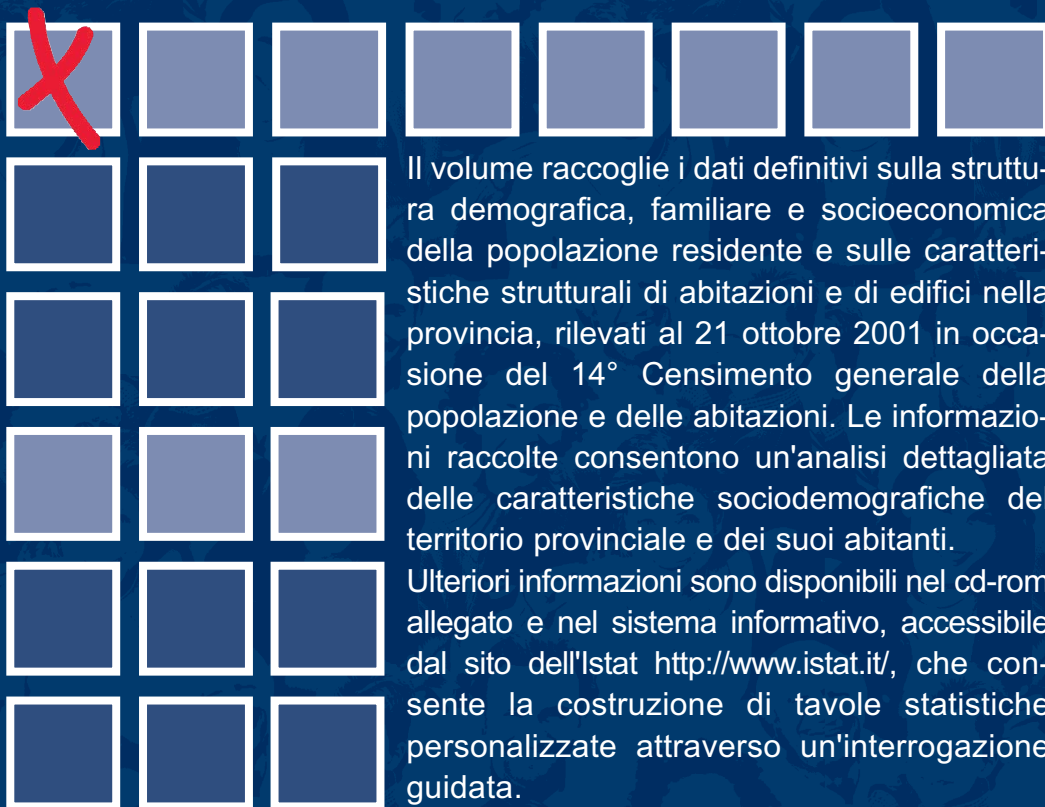 Il volume raccoglie i dati definitivi sulla struttu-
ra demografica, familiare e socioeconomica
della popolazione residente e sulle caratteri-
stiche strutturali di abitazioni e di edifici nella
provincia, rilevati al 21 ottobre 2001 in occa-
sione del 14° Censimento generale della
popolazione e delle abitazioni. Le informazio-
ni raccolte consentono un'analisi dettagliata
delle caratteristiche sociodemografiche del
territorio provinciale e dei suoi abitanti.
Ulteriori informazioni sono disponibili nel cd-rom
allegato e nel sistema informativo, accessibile
dal sito dell'Istat http://www.istat.it/, che con-
sente la costruzione di tavole statistiche
personalizzate attraverso un'interrogazione
guidata.